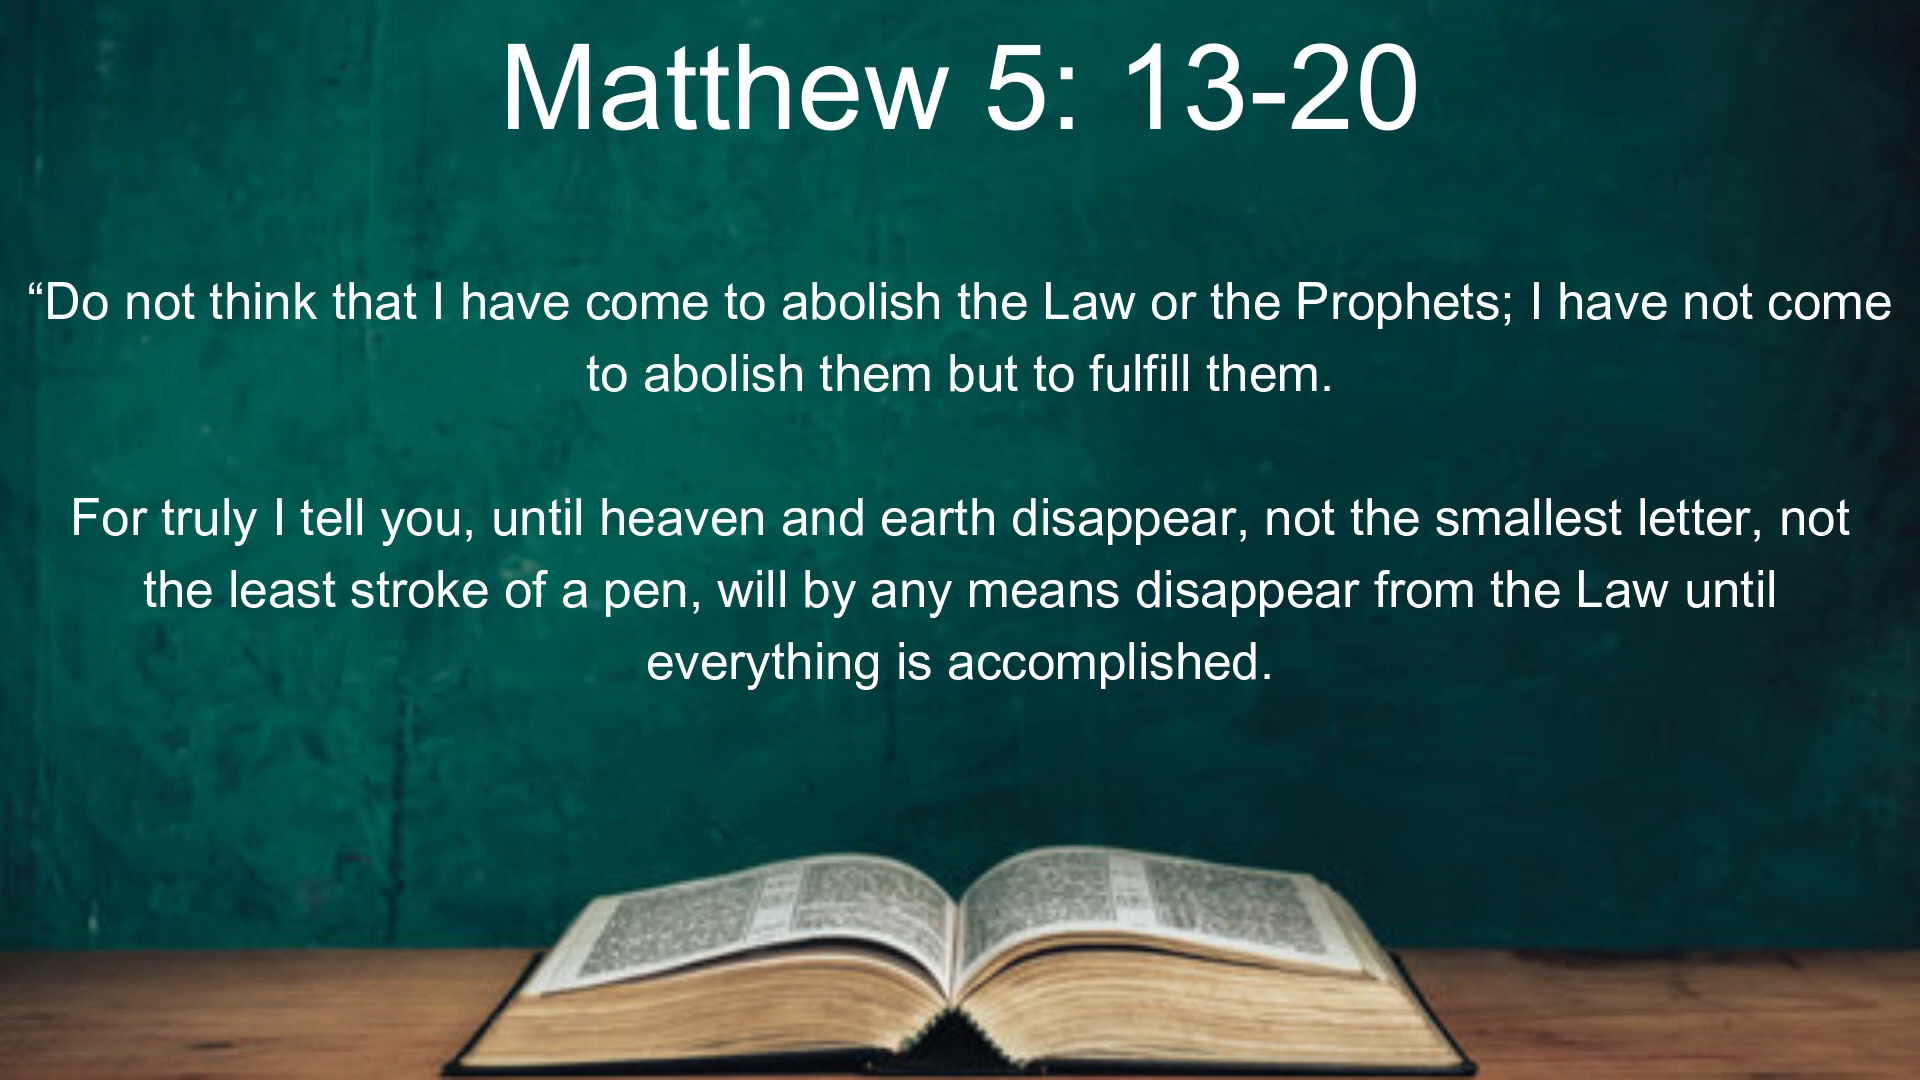 Matthew 5: 13-20
“Do not think that I have come to abolish the Law or the Prophets; I have not come
to abolish them but to fulfill them.
For truly I tell you, until heaven and earth disappear, not the smallest letter, not
the least stroke of a pen, will by any means disappear from the Law until
everything is accomplished.